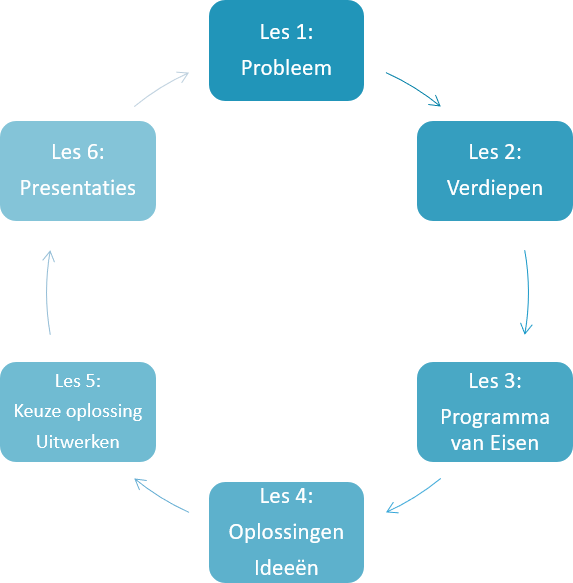 Les 1:
Probleem
Les 2:
Verdiepen
Les 3:
Programma
van Eisen
Les 4:
Oplossingen
Ideeën
Les 5:
Keuze oplossing
Uitwerken
Les 6:
Presentaties